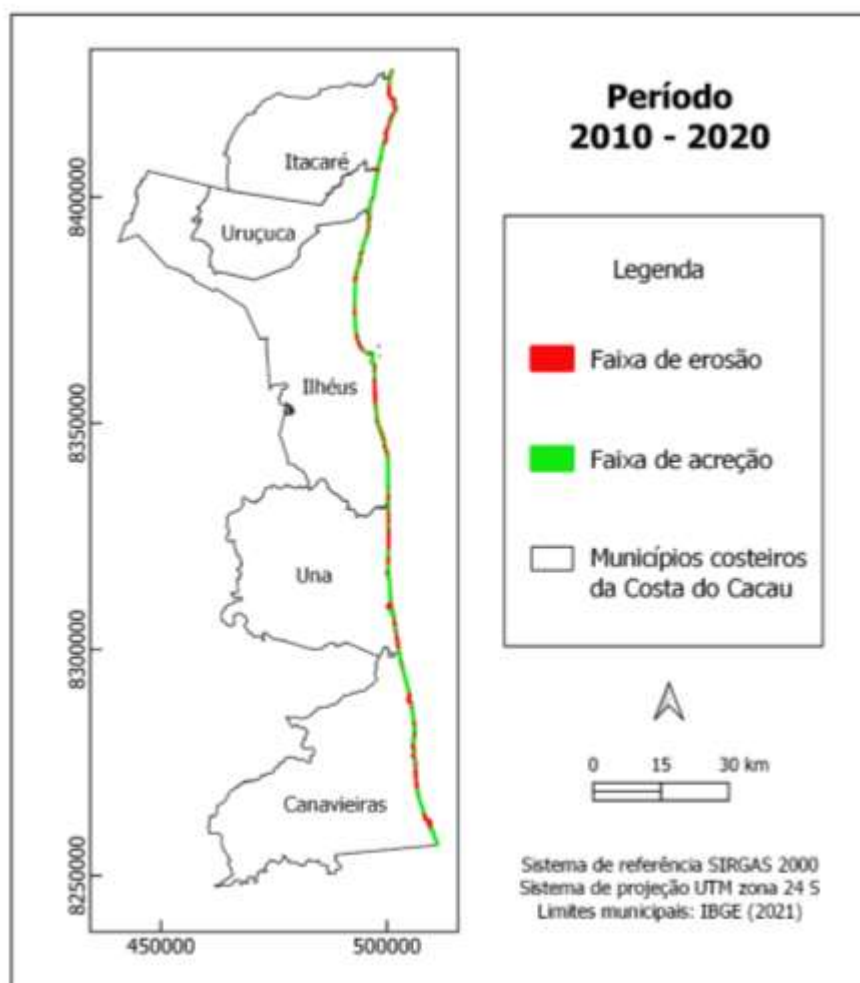 Período
2010 - 2020
Legenda
Faixa de erosão
Faixa de acreção
Municípios costeiros
da Costa do Cacau
Itacaré
Uruçuca
Ilhéus
Una
Canavieiras
8400000
8350000
8300000
8250000
450000
500000
0
15
30 km
Sistema de referência SIRGAS 2000
Sistema de projeção UTM zona 24 S
Limites municipais: IBGE (2021)